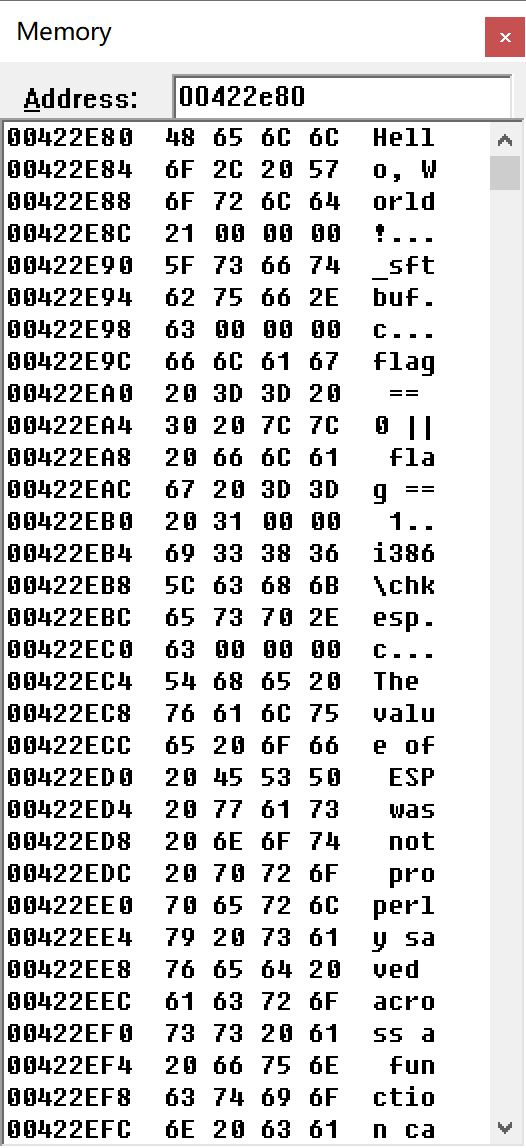 Memory
Address: 00422e80
00422E80 48 65 6C 6C Hell
00422E84 6F 2C 20 57 o, W
00422E88 6F 72 6C 64 orld
00422E8C 21 00 00 00 !...
00422E90 5F 73 66 74 _sft
00422E94 62 75 66 2E buf.
00422E98 63 00 00 00 c...
00422E9C 66 6C 61 67 flag
00422EA0 20 3D 3D 20  == 
00422EA4 30 20 7C 7C 0 ||
00422EA8 20 66 6C 61  fla
00422EAC 67 20 3D 3D g ==
00422EB0 20 31 00 00  1..
00422EB4 69 33 38 36 i386
00422EB8 5C 63 68 6B \chk
00422EBC 65 73 70 2E esp.
00422EC0 63 00 00 00 c...
00422EC4 54 68 65 20 The
00422EC8 76 61 6C 75 valu
00422ECC 65 20 6F 66 e of
00422ED0 20 45 53 50  ESP
00422ED4 20 77 61 73  was
00422ED8 20 6E 6F 74  not
00422EDC 20 70 72 6F  pro
00422EE0 70 65 72 6C perl
00422EE4 79 20 73 61 y sa
00422EE8 76 65 64 20 ved
00422EEC 61 63 72 6F acro
00422EF0 73 73 20 61 ss a
00422EF4 20 66 75 6E  fun
00422EF8 63 74 69 6F ctio
00422EFC 6E 20 63 61 n ca